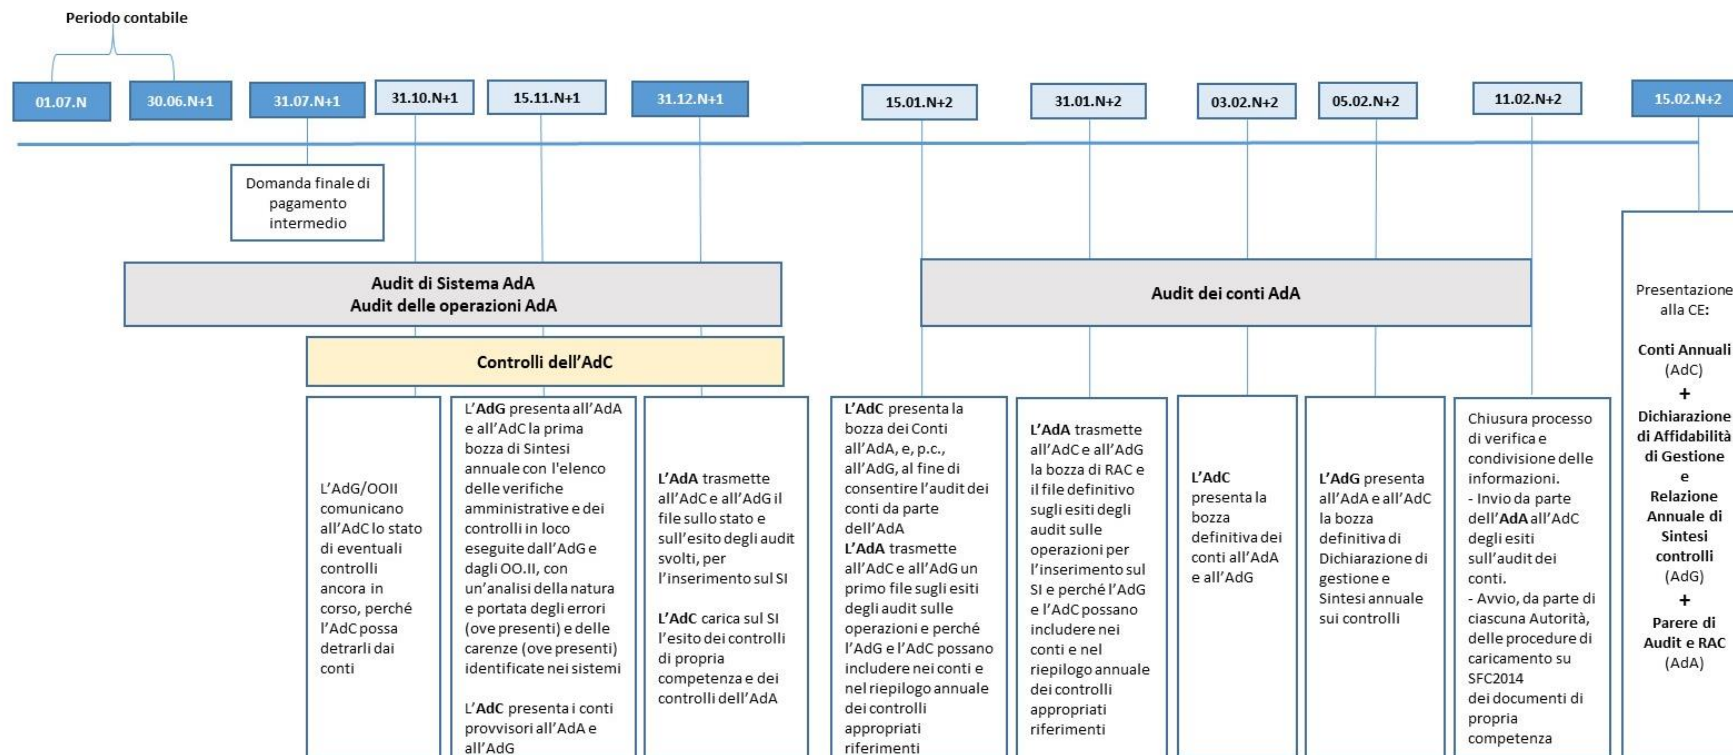 Periodo contabile
01.07.N
30.06.N+1
31.07.N+1
31.10.N+1
15.11.N+1
31.12.N+1
15.01.N+2
31.01.N+2
03.02.N+2
05.02.N+2
11.02.N+2
15.02.N+2
Domanda finale di
pagamento
intermedio
Audit di Sistema AdA
Audit delle operazioni AdA
Audit dei conti AdA
Controlli dell'AdC
L'AdG/OOII
comunicano
all'AdC lo stato
di eventuali
controlli
ancora in
corso, perché
l'AdC possa
detrarli dai
conti
L'AdG presenta all'AdA
e all'AdC la prima
bozza di Sintesi
annuale con l'elenco
delle verifiche
amministrative e dei
controlli in loco
eseguite dall'AdG e
dagli OO.II, con
un'analisi della natura
e portata degli errori
(ove presenti) e delle
carenze (ove presenti)
identificate nei sistemi
L'AdC presenta i conti
provvisori all'AdA e
all'AdG
L'AdA trasmette
all'AdC e all'AdG il
file sullo stato e
sull'esito degli audit
svolti, per
l'inserimento sul SI
L'AdC carica sul SI
l'esito dei controlli
di propria
competenza e dei
controlli dell'AdA
L'AdC presenta la
bozza dei Conti
all'AdA, e, p.c.,
all'AdG, al fine di
consentire l'audit dei
conti da parte
dell'AdA
L'AdA trasmette
all'AdC e all'AdG un
primo file sugli esiti
degli audit sulle
operazioni e perché
l'AdG e l'AdC possano
includere nei conti e
nel riepilogo annuale
dei controlli
appropriati
riferimenti
L'AdA trasmette
all'AdC e all'AdG
la bozza di RAC e
il file definitivo
sugli esiti degli
audit sulle
operazioni per
l'inserimento sul
SI e perché l'AdG
e l'AdC possano
includere nei
conti e nel
riepilogo annuale
dei controlli
appropriati
riferimenti
L'AdC
presenta la
bozza
definitiva dei
conti all'AdA
e all'AdG
L'AdG presenta
all'AdA e all'AdC
la bozza
definitiva di
Dichiarazione di
gestione e
Sintesi annuale
sui controlli
Chiusura processo
di verifica e
condivisione delle
informazioni.
- Invio da parte
dell'AdA all'AdC
degli esiti
sull'audit dei
conti.
- Avvio, da parte di
ciascuna Autorità,
delle procedure di
caricamento su
SFC2014
dei documenti di
propria
competenza
Presentazione
alla CE:
Conti Annuali
(AdC)
+
Dichiarazione
di Affidabilità
di Gestione
e
Relazione
Annuale di
Sintesi
controlli
(AdG)
+
Parere di
Audit e RAC
(AdA)